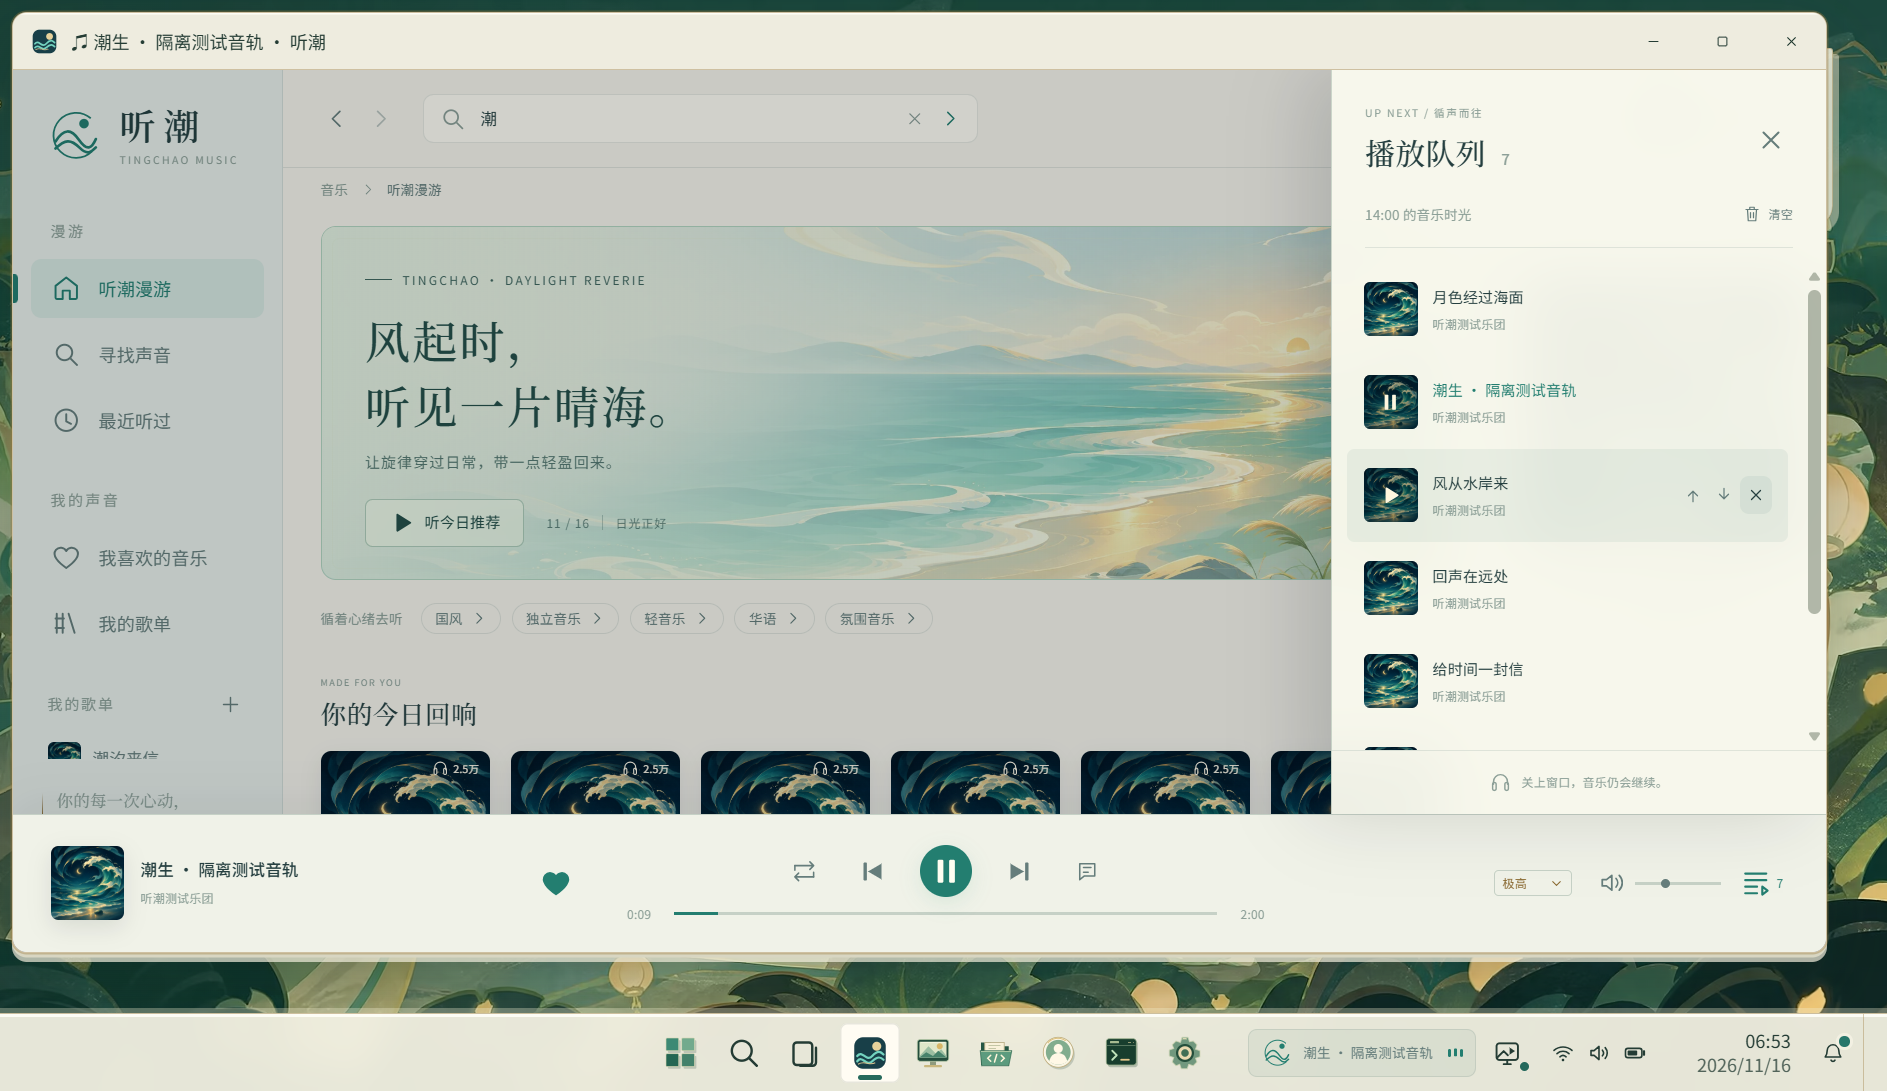 潮生 · 隔离测试音轨 · 听潮
听潮
TINGCHAO MUSIC
漫游
听潮漫游
寻找声音
最近听过
我的声音
我喜欢的音乐
我的歌单
我的歌单
潮汐来信
你的每一次心动,
潮
音乐 > 听潮漫游
TINGCHAO · DAYLIGHT REVERIE
风起时，
听见一片晴海。
让旋律穿过日常，带一点轻盈回来。
听今日推荐
11 / 16 | 日光正好
循着心绪去听 国风 独立音乐 轻音乐 华语 氛围音乐
MADE FOR YOU
你的今日回响
2.5万 2.5万 2.5万 2.5万 2.5万
UP NEXT / 循声而往
播放队列 7
14:00 的音乐时光
清空
月色经过海面
听潮测试乐团
潮生 · 隔离测试音轨
听潮测试乐团
风从水岸来
听潮测试乐团
回声在远处
听潮测试乐团
给时间一封信
听潮测试乐团
关上窗口，音乐仍会继续。
潮生 · 隔离测试音轨
听潮测试乐团
0:09
2:00
极高
7
潮生 · 隔离测试音轨
06:53
2026/11/16